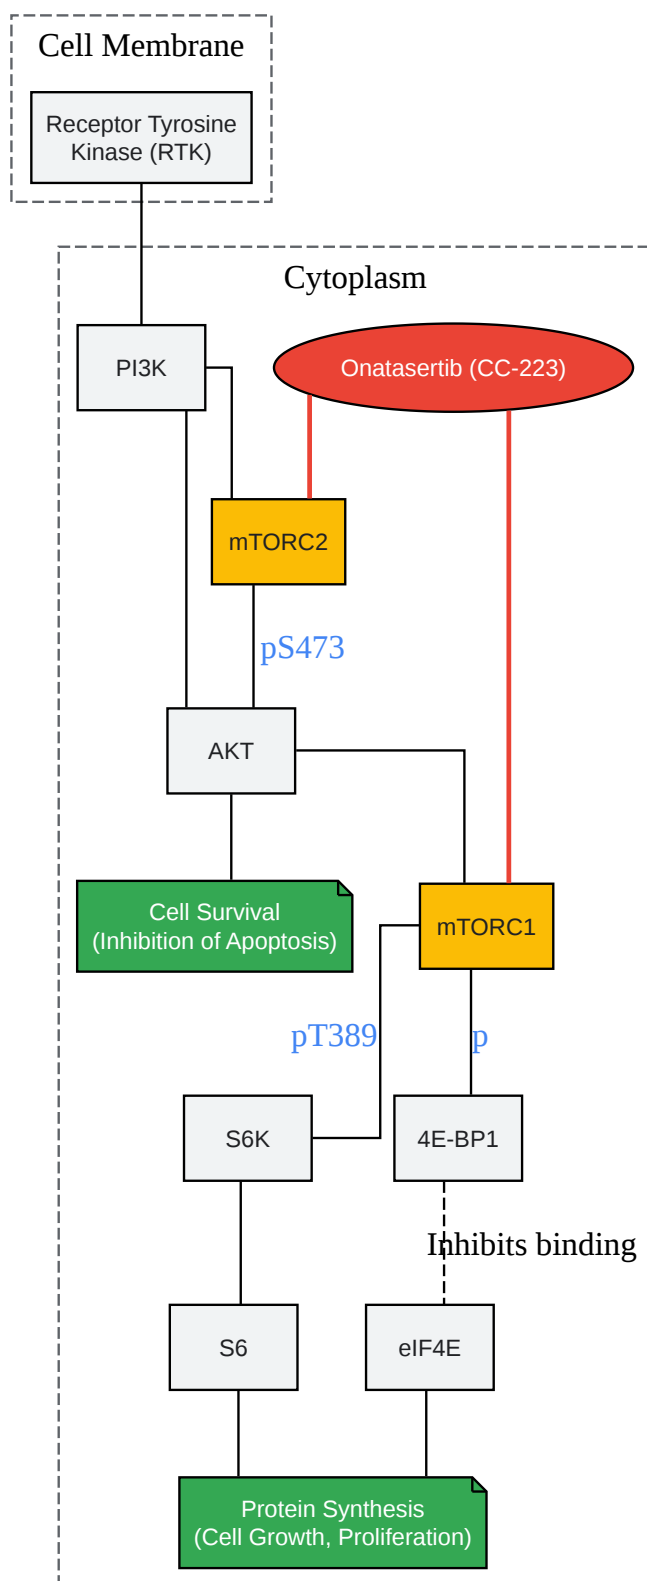 Cell Membrane
Receptor Tyrosine
Kinase (RTK)
Cytoplasm
PI3K
Onatasertib (CC-223)
mTORC2
pS473
AKT
Cell Survival
(Inhibition of Apoptosis)
mTORC1
pT389
p
S6K
4E-BP1
Inhibits binding
S6
eIF4E
Protein Synthesis
(Cell Growth, Proliferation)